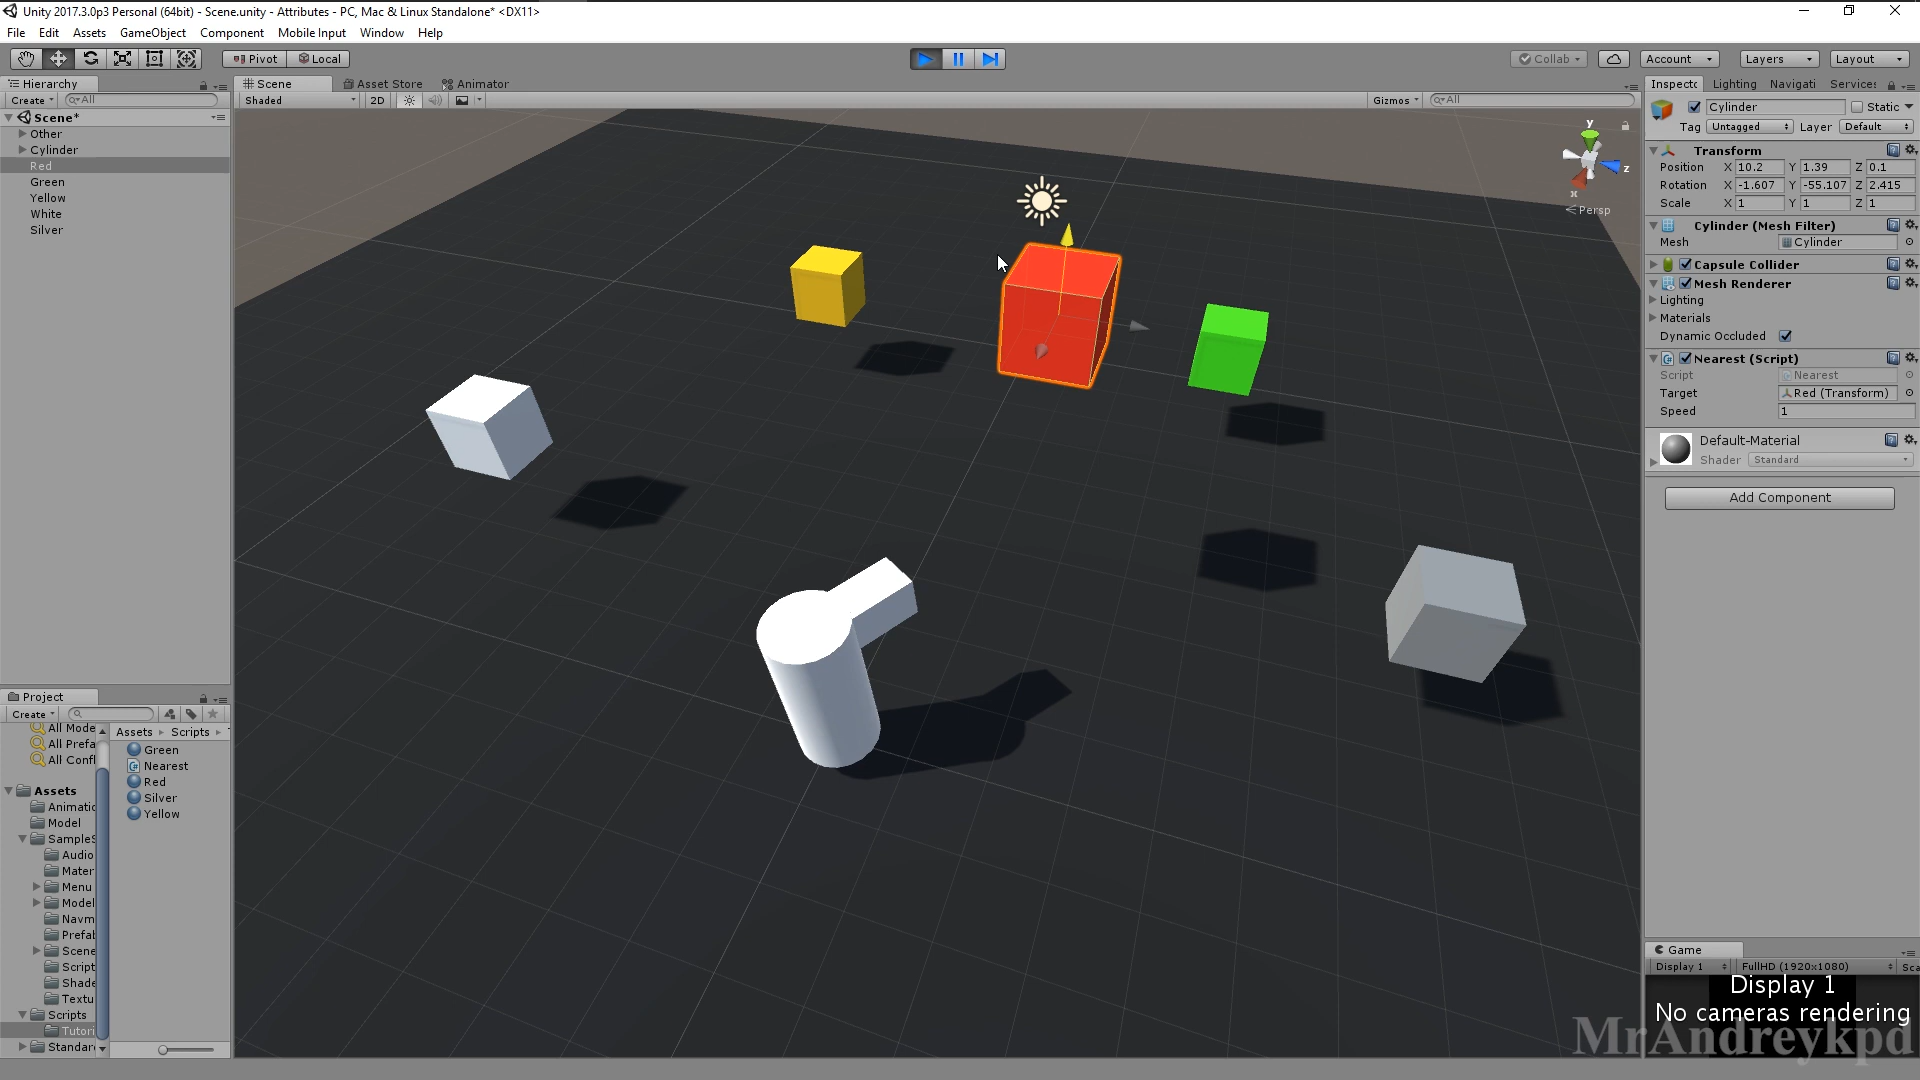 Unity 2017.3.0p3 Personal (64bit) - Scene.unity - Attributes - PC, Mac & Linux Standalone* <DX11>
File Edit Assets GameObject Component Mobile Input Window Help
Pivot Local Collab Account Layers Layout
Hierarchy
Create All
Scene*
Other
Cylinder
Red
Green
Yellow
White
Silver
Scene Asset Store Animator
Shaded 2D Gizmos All
y
z
x
Persp
Inspecto Lighting Navigati Services
Cylinder Static
Tag Untagged Layer Default
Transform
Position X 10.2 Y 1.39 Z 0.1
Rotation X -1.607 Y -55.107 Z 2.415
Scale X 1 Y 1 Z 1
Cylinder (Mesh Filter)
Mesh Cylinder
Capsule Collider
Mesh Renderer
Lighting
Materials
Dynamic Occluded
Nearest (Script)
Script Nearest
Target Red (Transform)
Speed 1
Default-Material
Shader Standard
Add Component
Project
Create
All Mode
All Prefa
All Confl
Assets
Animatio
Model
SampleS
Audio
Mater
Menu
Model
Navm
Prefab
Scene
Script
Shade
Textu
Scripts
Tutori
Standar
Assets Scripts
Green
Nearest
Red
Silver
Yellow
Game
Display 1 FullHD (1920x1080) Sca
Display 1
No cameras rendering
MrAndreykpd